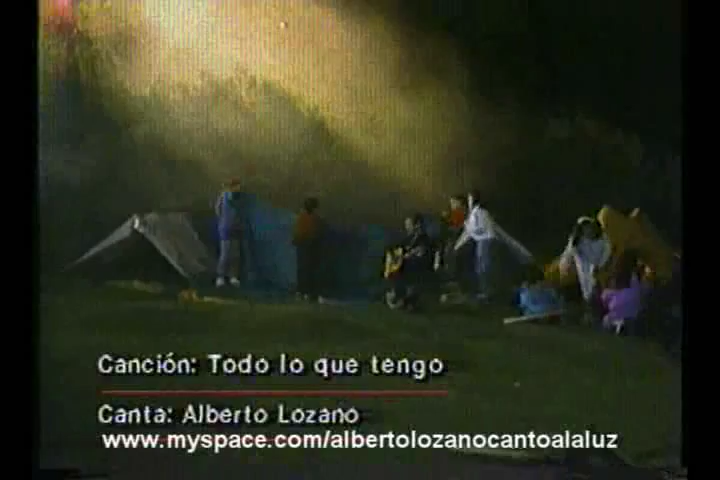 Canción: Todo lo que tengo
Canta: Alberto Lozano
www.myspace.com/albertolozanocantoalaluz